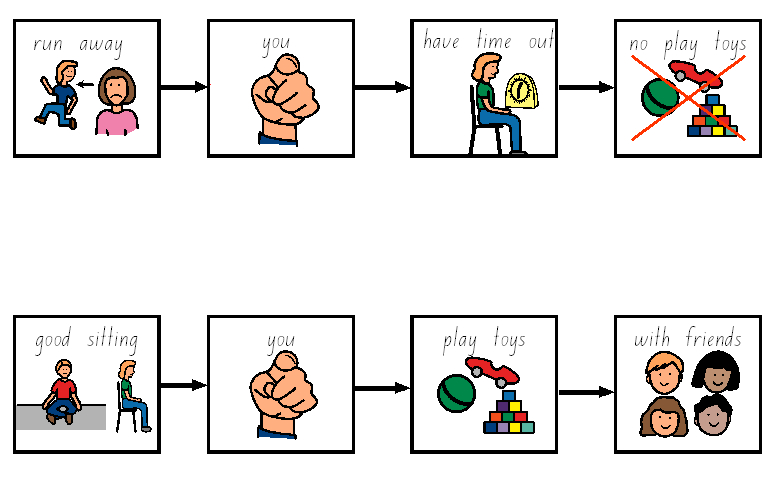 run away
you
have time out
no play toys
good sitting
you
play toys
with friends